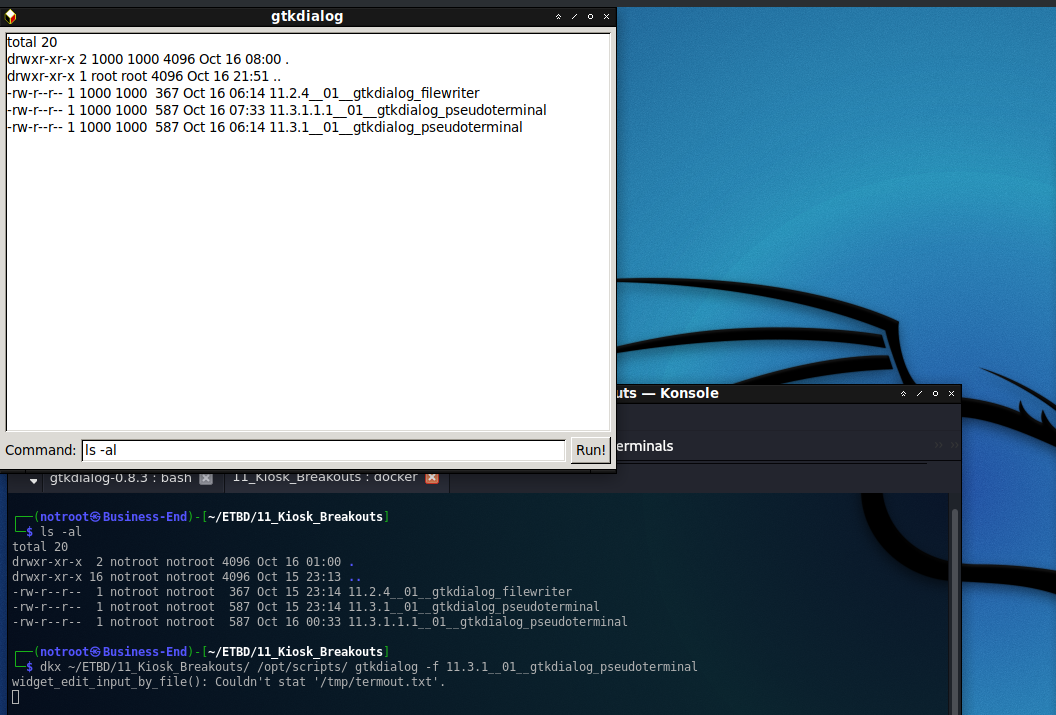 gtkdialog
total 20
drwxr-xr-x 2 1000 1000 4096 Oct 16 08:00 .
drwxr-xr-x 1 root root 4096 Oct 16 21:51 ..
-rw-r--r-- 1 1000 1000  367 Oct 16 06:14 11.2.4__01__gtkdialog_filewriter
-rw-r--r-- 1 1000 1000  587 Oct 16 07:33 11.3.1.1.1__01__gtkdialog_pseudoterminal
-rw-r--r-- 1 1000 1000  587 Oct 16 06:14 11.3.1__01__gtkdialog_pseudoterminal
Command: ls -al Run!
uts — Konsole
erminals
gtkdialog-0.8.3 : bash 11_Kiosk_Breakouts : docker
┌──(notroot㉿Business-End)-[~/ETBD/11_Kiosk_Breakouts]
└─$ ls -al
total 20
drwxr-xr-x  2 notroot notroot 4096 Oct 16 01:00 .
drwxr-xr-x 16 notroot notroot 4096 Oct 15 23:13 ..
-rw-r--r--  1 notroot notroot  367 Oct 15 23:14 11.2.4__01__gtkdialog_filewriter
-rw-r--r--  1 notroot notroot  587 Oct 15 23:14 11.3.1__01__gtkdialog_pseudoterminal
-rw-r--r--  1 notroot notroot  587 Oct 16 00:33 11.3.1.1.1__01__gtkdialog_pseudoterminal
┌──(notroot㉿Business-End)-[~/ETBD/11_Kiosk_Breakouts]
└─$ dkx ~/ETBD/11_Kiosk_Breakouts/ /opt/scripts/ gtkdialog -f 11.3.1__01__gtkdialog_pseudoterminal
widget_edit_input_by_file(): Couldn't stat '/tmp/termout.txt'.